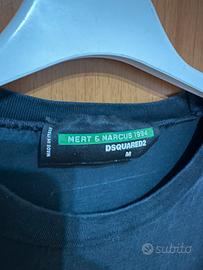 MERT & MARCUS 1994
DSQUARED2
M
MADE IN ITALY
subito